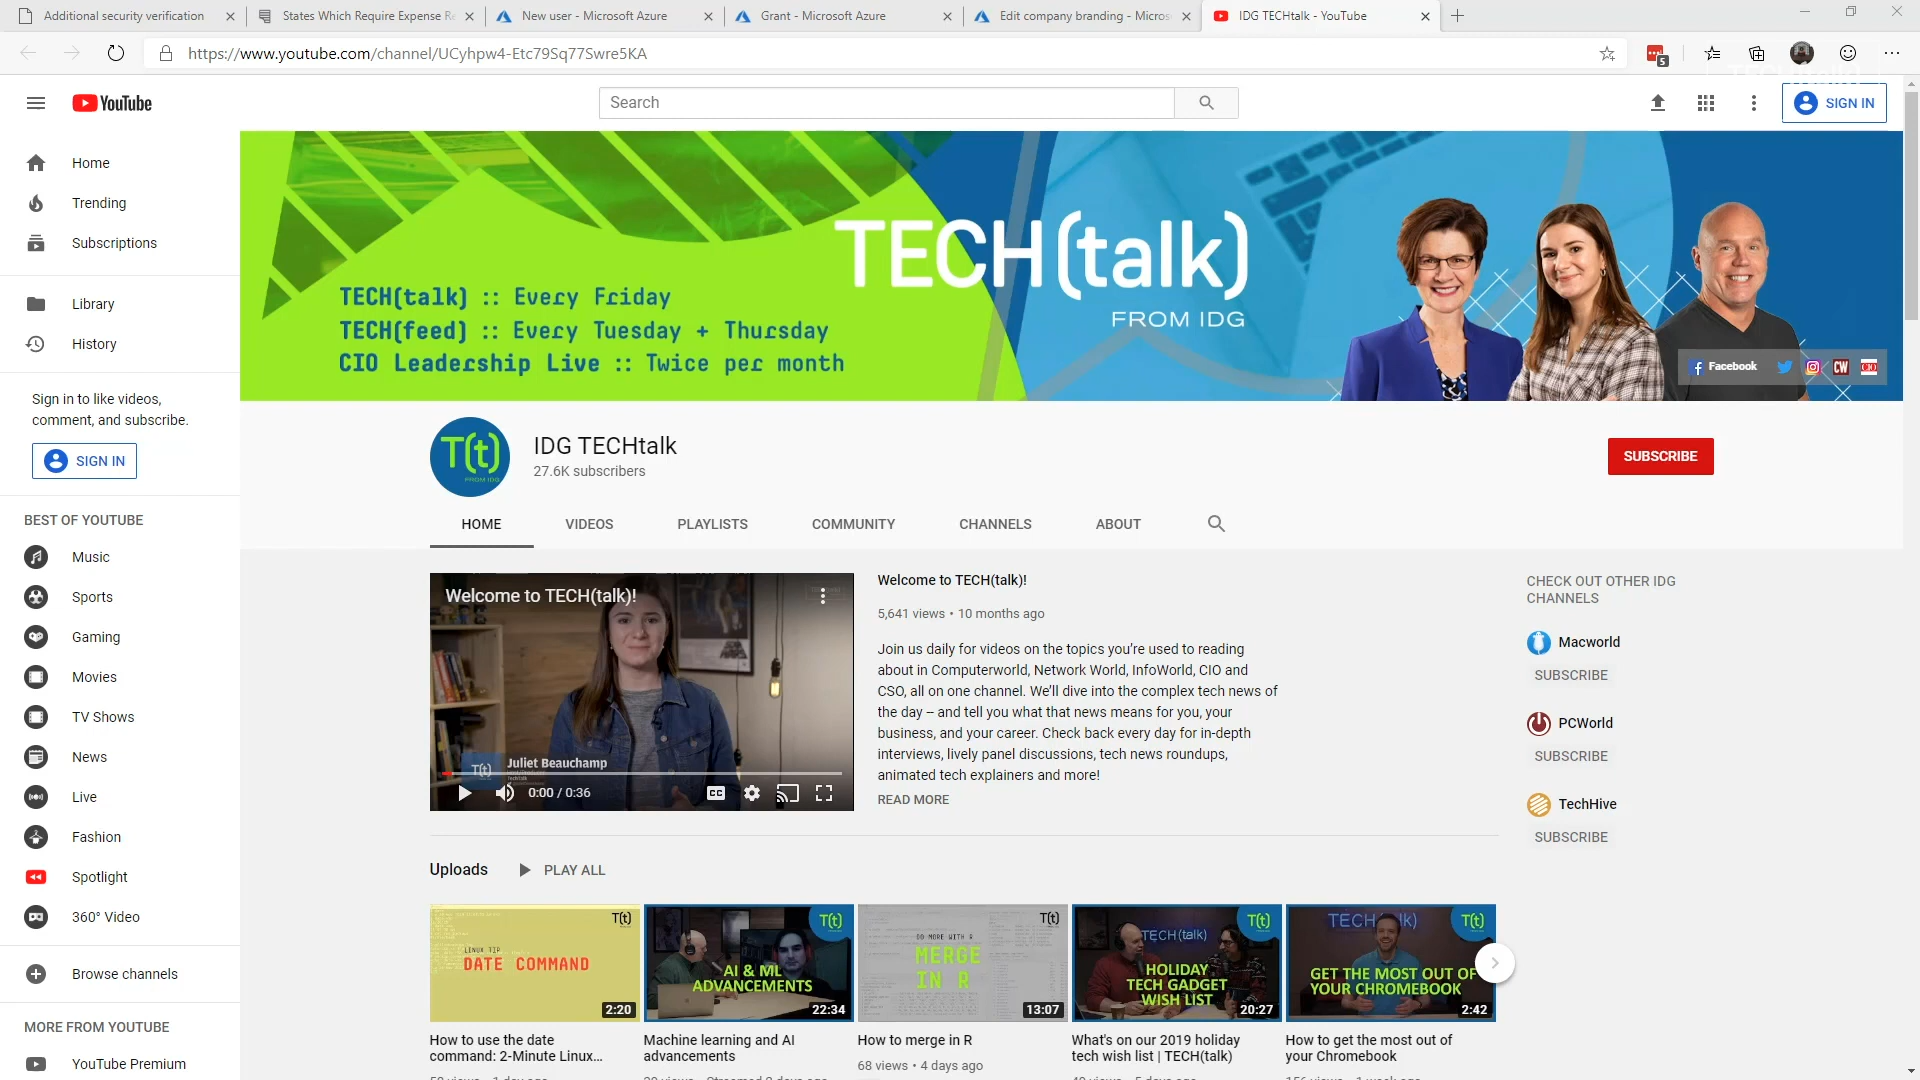 Additional security verification
States Which Require Expense Re
New user - Microsoft Azure
Grant - Microsoft Azure
Edit company branding - Micros
IDG TECHtalk - YouTube
https://www.youtube.com/channel/UCyhpw4-Etc79Sq77Swre5KA
5
YouTube
Search
SIGN IN
Home
Trending
Subscriptions
Library
History
Sign in to like videos,
comment, and subscribe.
SIGN IN
BEST OF YOUTUBE
Music
Sports
Gaming
Movies
TV Shows
News
Live
Fashion
Spotlight
360° Video
Browse channels
MORE FROM YOUTUBE
YouTube Premium
TECH(talk) :: Every Friday
TECH(feed) :: Every Tuesday + Thursday
CIO Leadership Live :: Twice per month
TECH(talk)
FROM IDG
Facebook
CW
CIO
T(t)
FROM IDG
IDG TECHtalk
27.6K subscribers
SUBSCRIBE
HOME
VIDEOS
PLAYLISTS
COMMUNITY
CHANNELS
ABOUT
Welcome to TECH(talk)!
T(t)
Juliet Beauchamp
0:00 / 0:36
CC
Welcome to TECH(talk)!
5,641 views • 10 months ago
Join us daily for videos on the topics you're used to reading
about in Computerworld, Network World, InfoWorld, CIO and
CSO, all on one channel. We'll dive into the complex tech news of
the day -- and tell you what that news means for you, your
business, and your career. Check back every day for in-depth
interviews, lively panel discussions, tech news roundups,
animated tech explainers and more!
READ MORE
CHECK OUT OTHER IDG
CHANNELS
Macworld
SUBSCRIBE
PCWorld
SUBSCRIBE
TechHive
SUBSCRIBE
Uploads
PLAY ALL
T(t)
LINUX TIP
DATE COMMAND
2:20
How to use the date
command: 2-Minute Linux...
T(t)
AI & ML
ADVANCEMENTS
22:34
Machine learning and AI
advancements
T(t)
DO MORE WITH R
MERGE
IN R
13:07
How to merge in R
68 views • 4 days ago
T(t)
TECH(talk)
HOLIDAY
TECH GADGET
WISH LIST
20:27
What's on our 2019 holiday
tech wish list | TECH(talk)
T(t)
GET THE MOST OUT OF
YOUR CHROMEBOOK
2:42
How to get the most out of
your Chromebook